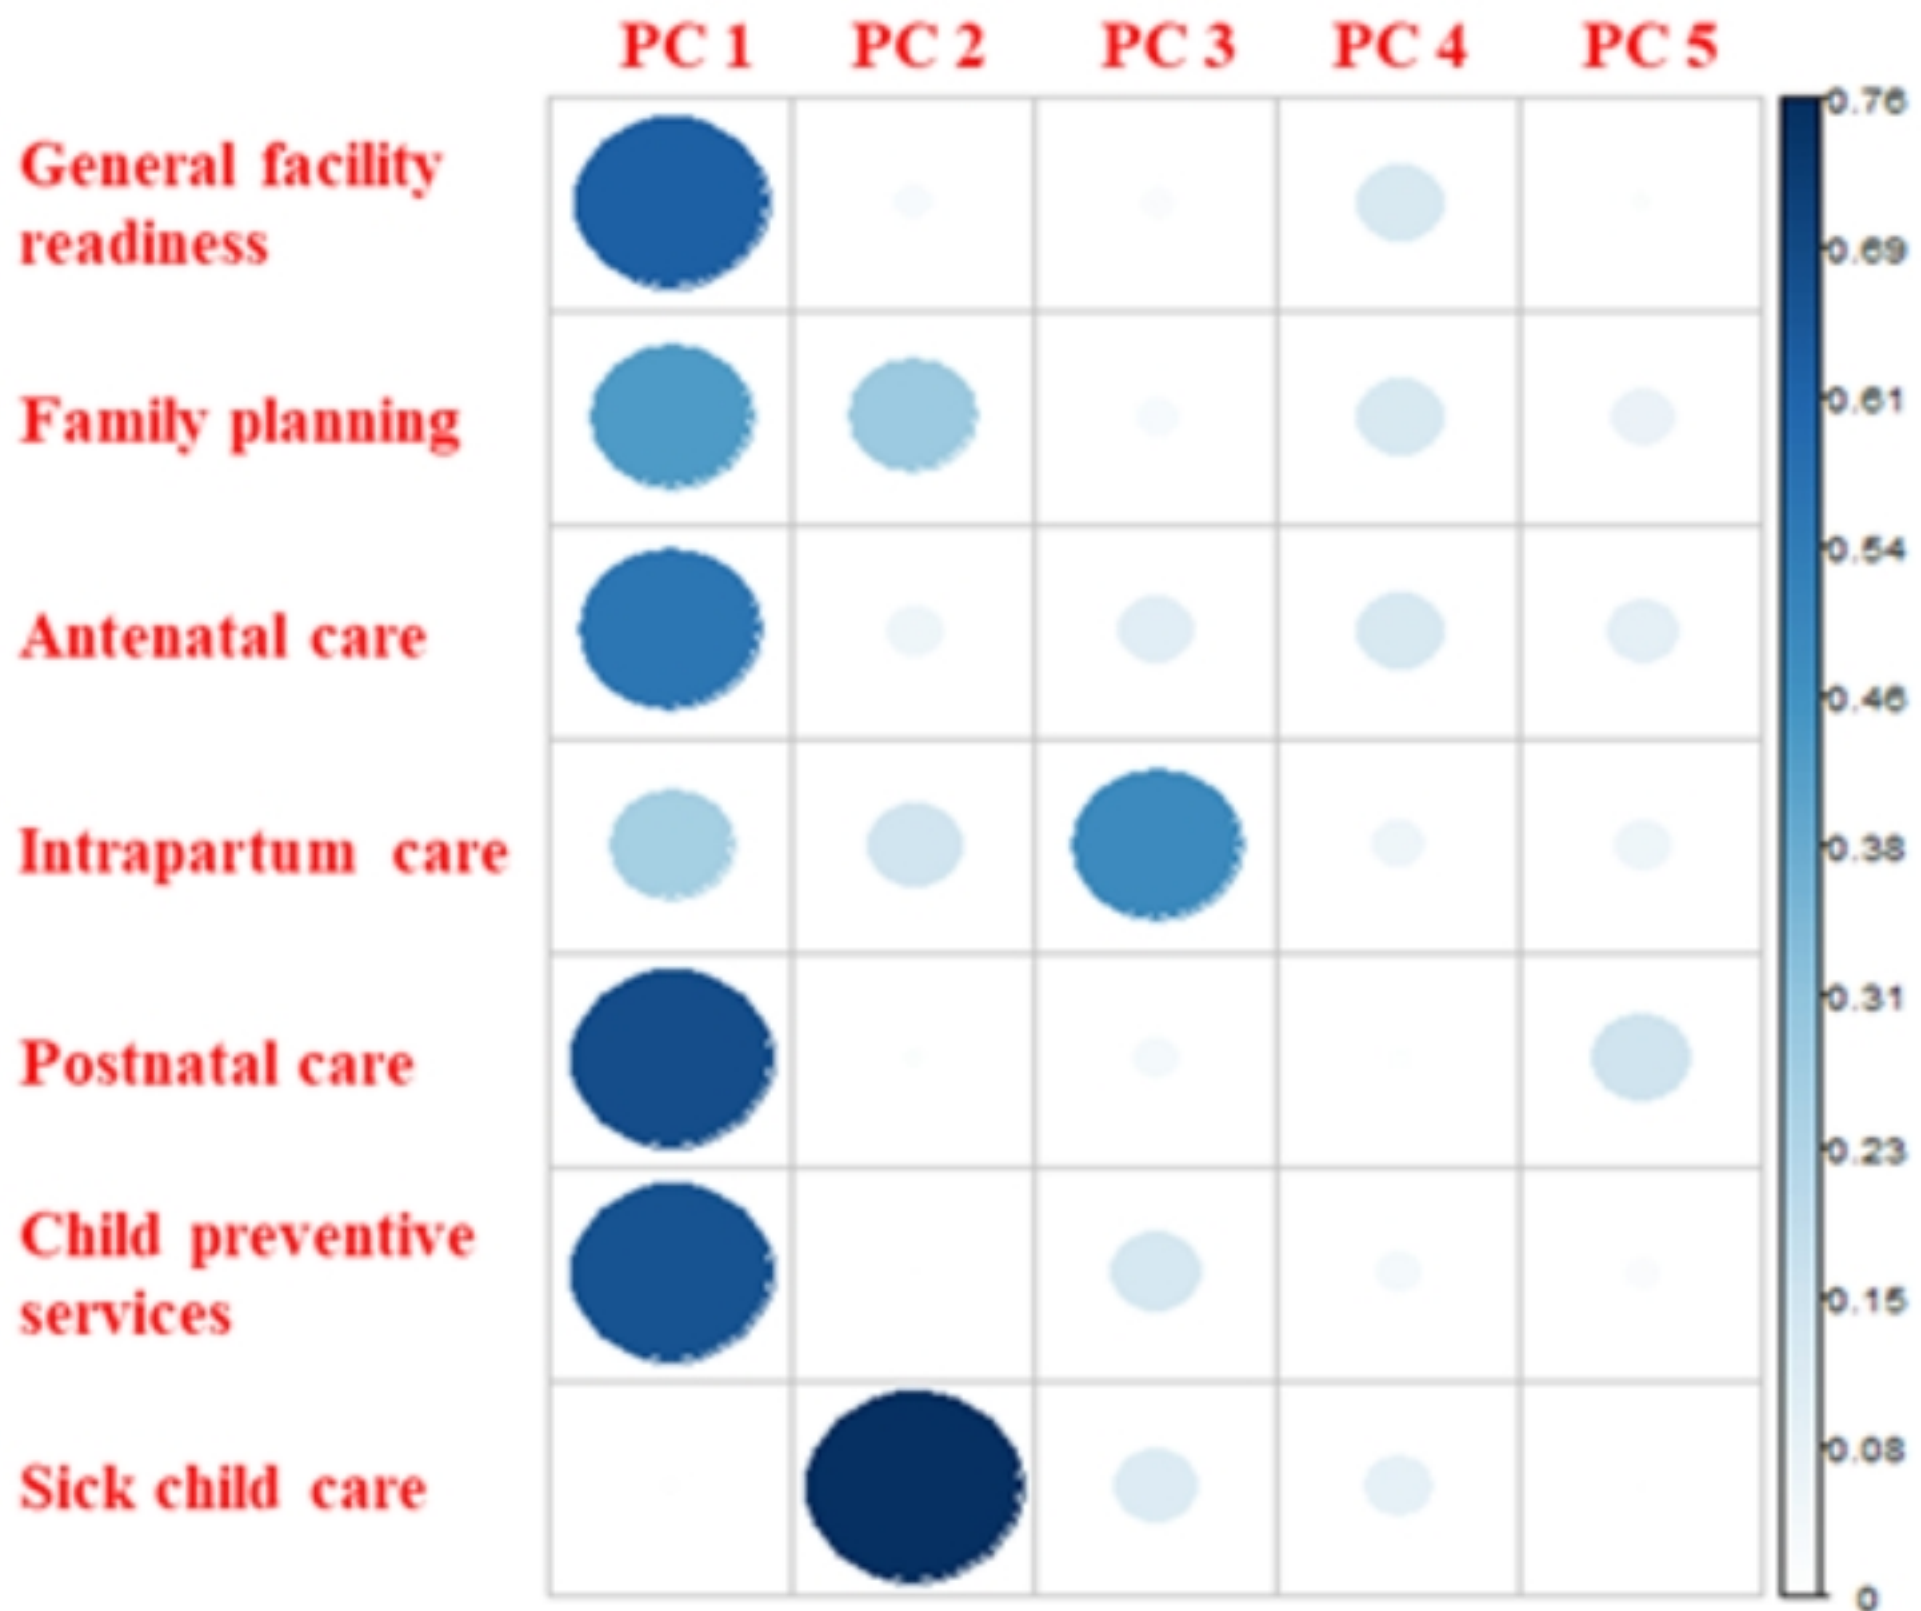 PC 1 PC 2 PC 3 PC 4 PC 5
General facility
readiness
Family planning
Antenatal care
Intrapartum care
Postnatal care
Child preventive
services
Sick child care
0.76
0.69
0.61
0.54
0.46
0.38
0.31
0.23
0.15
0.08
0